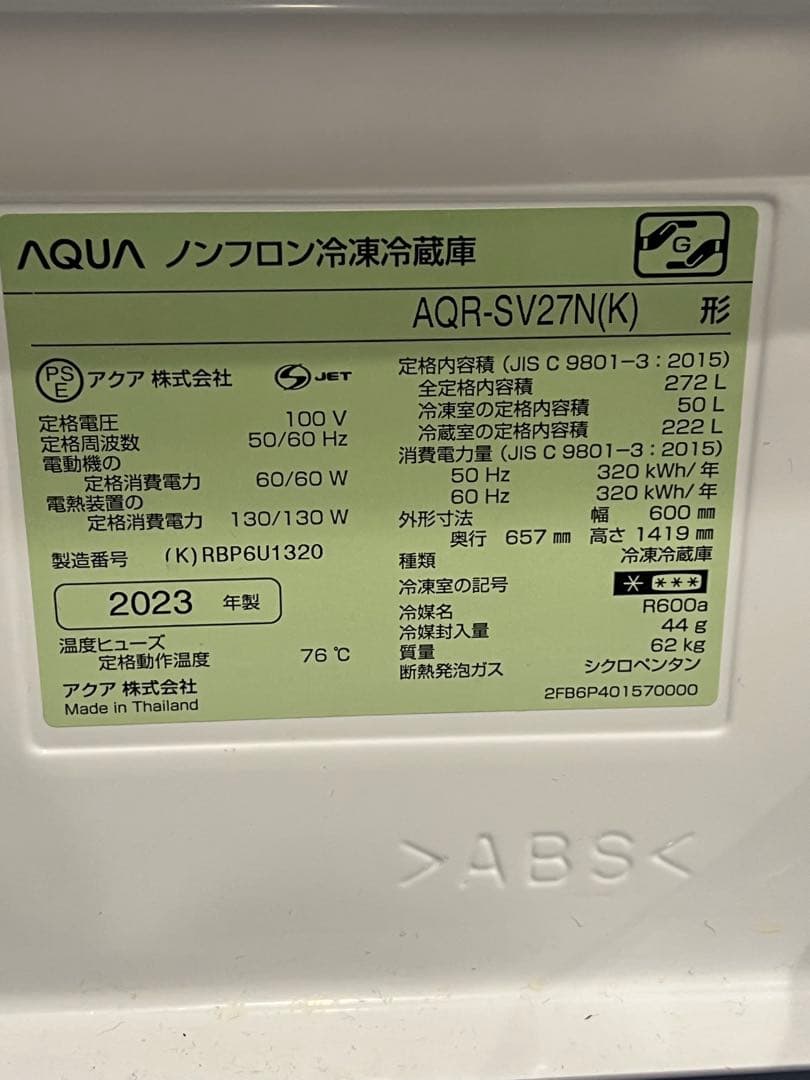 AQUA ノンフロン冷凍冷蔵庫
G
AQR-SV27N(K) 形
PSE アクア 株式会社 S JET
定格電圧 100 V
定格周波数 50/60 Hz
電動機の
定格消費電力 60/60 W
電熱装置の
定格消費電力 130/130 W
製造番号 (K)RBP6U1320
2023 年製
温度ヒューズ
定格動作温度 76 ℃
アクア 株式会社
Made in Thailand
定格内容積 (JIS C 9801-3:2015)
全定格内容積 272 L
冷凍室の定格内容積 50 L
冷蔵室の定格内容積 222 L
消費電力量 (JIS C 9801-3:2015)
50 Hz 320 kWh/年
60 Hz 320 kWh/年
外形寸法 幅 600 mm
奥行 657 mm 高さ 1419 mm
種類 冷凍冷蔵庫
冷凍室の記号 * ***
冷媒名 R600a
冷媒封入量 44 g
質量 62 kg
断熱発泡ガス シクロペンタン
2FB6P401570000
>ABS<